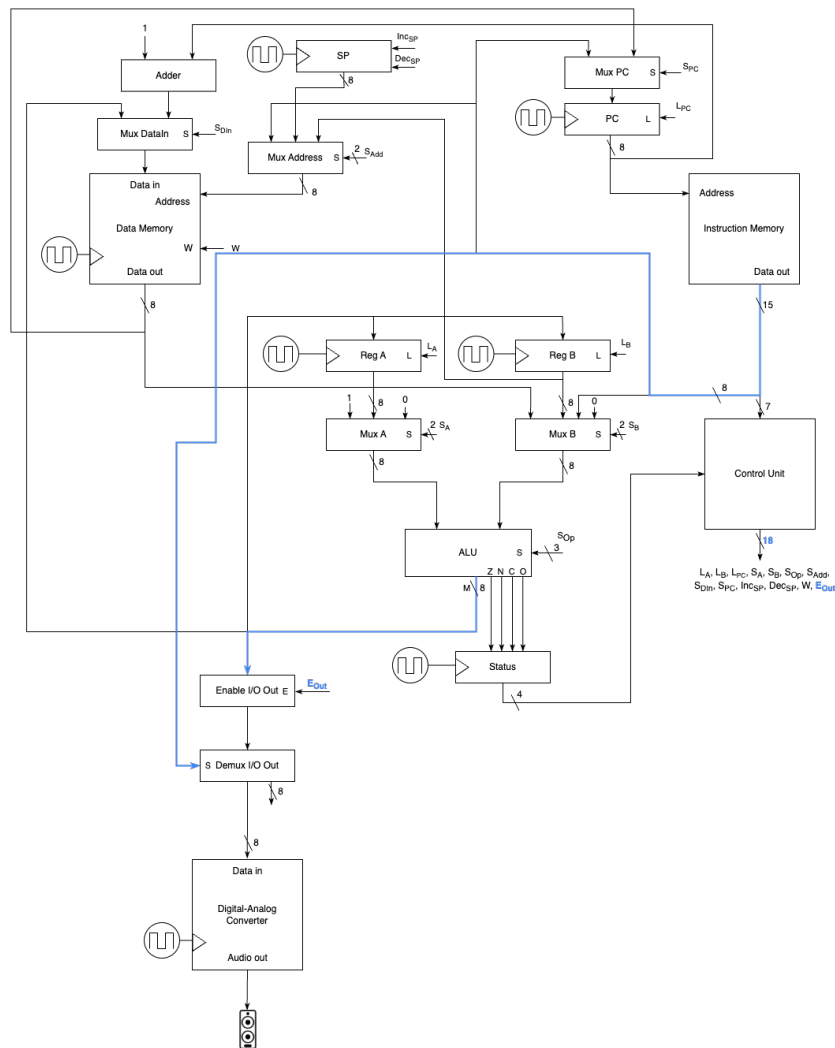 1
Adder
SP
Inc_SP
Dec_SP
8
Mux PC S
S_PC
Mux DataIn S
S_DIn
PC L
L_PC
8
Mux Address S
2 S_Add
8
Data in
Address
Data Memory
W
W
Data out
8
Address
Instruction Memory
Data out
15
Reg A L
L_A
Reg B L
L_B
8
7
1
8
0
8
0
Mux A S
2 S_A
Mux B S
2 S_B
8
8
Control Unit
18
L_A, L_B, L_PC, S_A, S_B, S_Op, S_Add,
S_DIn, S_PC, Inc_SP, Dec_SP, W, E_Out
ALU S
S_Op
3
Z N C O
M 8
Status
4
Enable I/O Out E
E_Out
S Demux I/O Out
8
8
Data in
Digital-Analog
Converter
Audio out